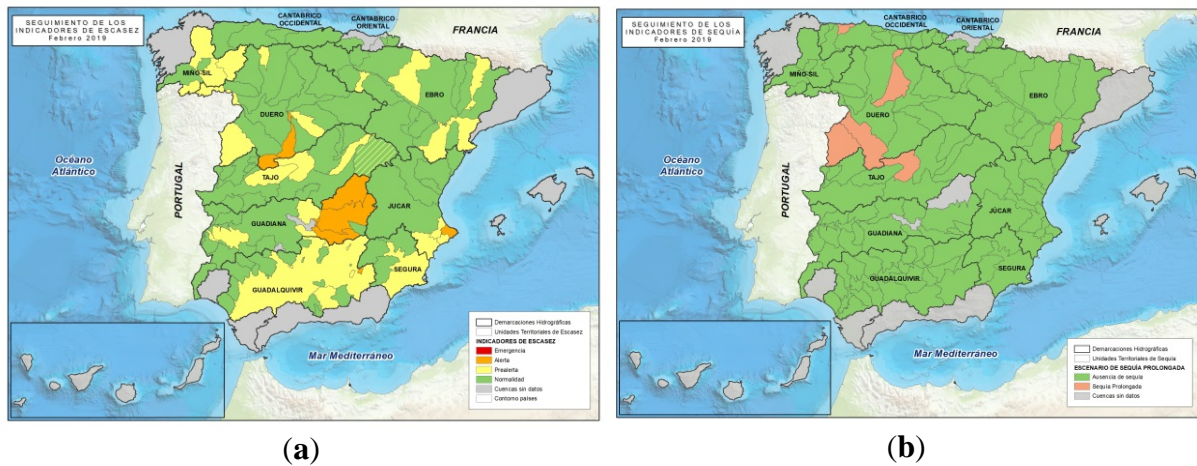 SEGUIMIENTO DE LOS
INDICADORES DE ESCASEZ
Febrero 2019
CANTABRICO
OCCIDENTAL
CANTABRICO
ORIENTAL
FRANCIA
MIÑO-SIL
EBRO
DUERO
Océano
Atlántico
PORTUGAL
TAJO
JUCAR
GUADIANA
SEGURA
GUADALQUIVIR
Mar Mediterráneo
Demarcaciones Hidrográficas
Unidades Territoriales de Escasez
INDICADORES DE ESCASEZ
Emergencia
Alerta
Prealerta
Normalidad
Cuencas sin datos
Contorno países
(a)
SEGUIMIENTO DE LOS
INDICADORES DE SEQUÍA
Febrero 2019
CANTABRICO
OCCIDENTAL
CANTABRICO
ORIENTAL
FRANCIA
MIÑO-SIL
EBRO
DUERO
Océano
Atlántico
PORTUGAL
TAJO
JÚCAR
GUADIANA
SEGURA
GUADALQUIVIR
Mar Mediterráneo
Demarcaciones Hidrográficas
Unidades Territoriales de Sequía
ESCENARIO DE SEQUÍA PROLONGADA
Ausencia de sequía
Sequía Prolongada
Cuencas sin datos
(b)